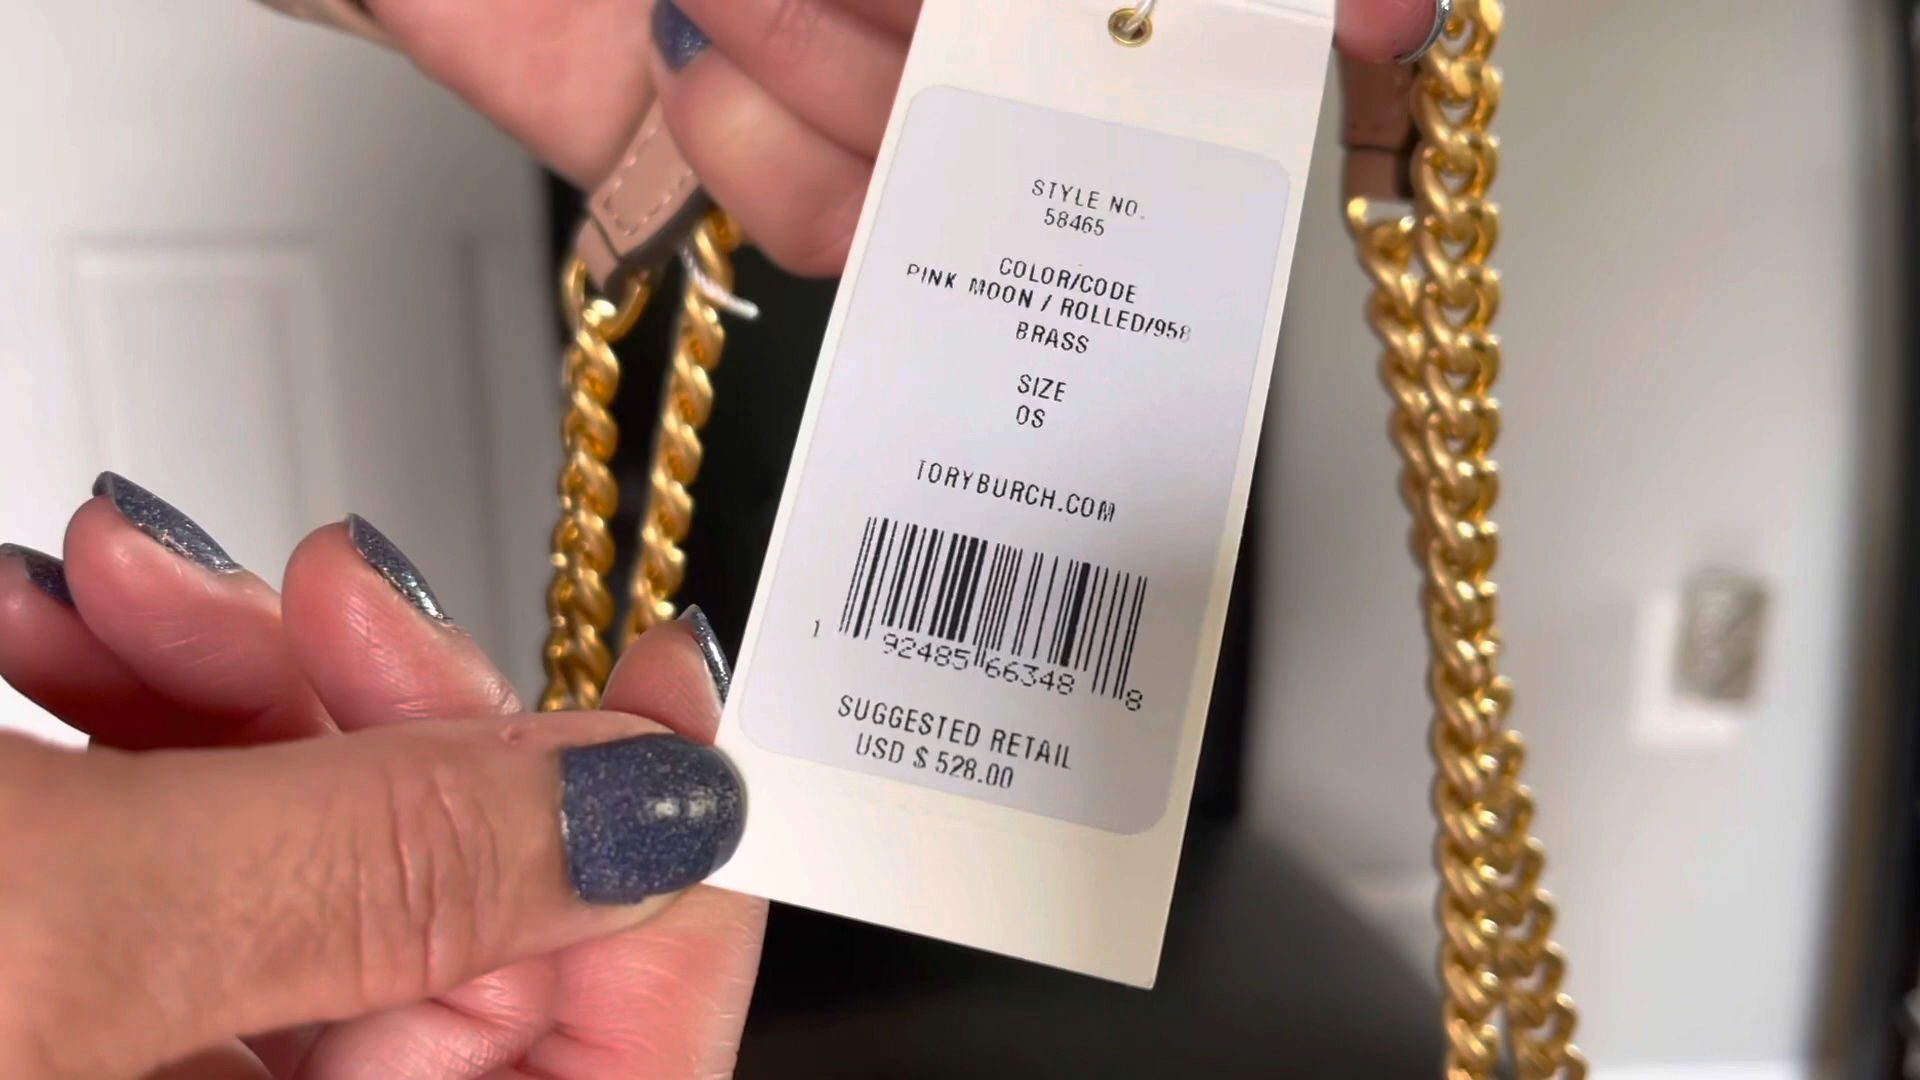 STYLE NO.
58465
COLOR/CODE
PINK MOON / ROLLED/958
BRASS
SIZE
OS
TORYBURCH.COM
1 92485 66348 8
SUGGESTED RETAIL
USD $ 528.00